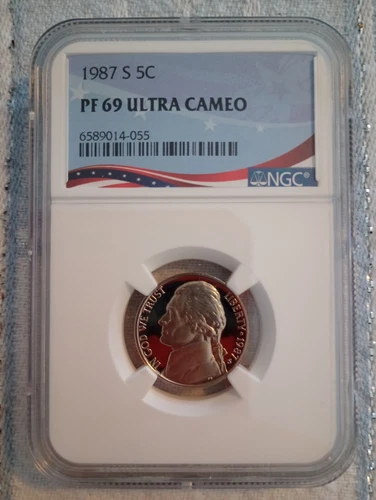 1987 S 5C
PF 69 ULTRA CAMEO
6589014-055
NGC®
IN GOD WE TRUST
LIBERTY * 1987